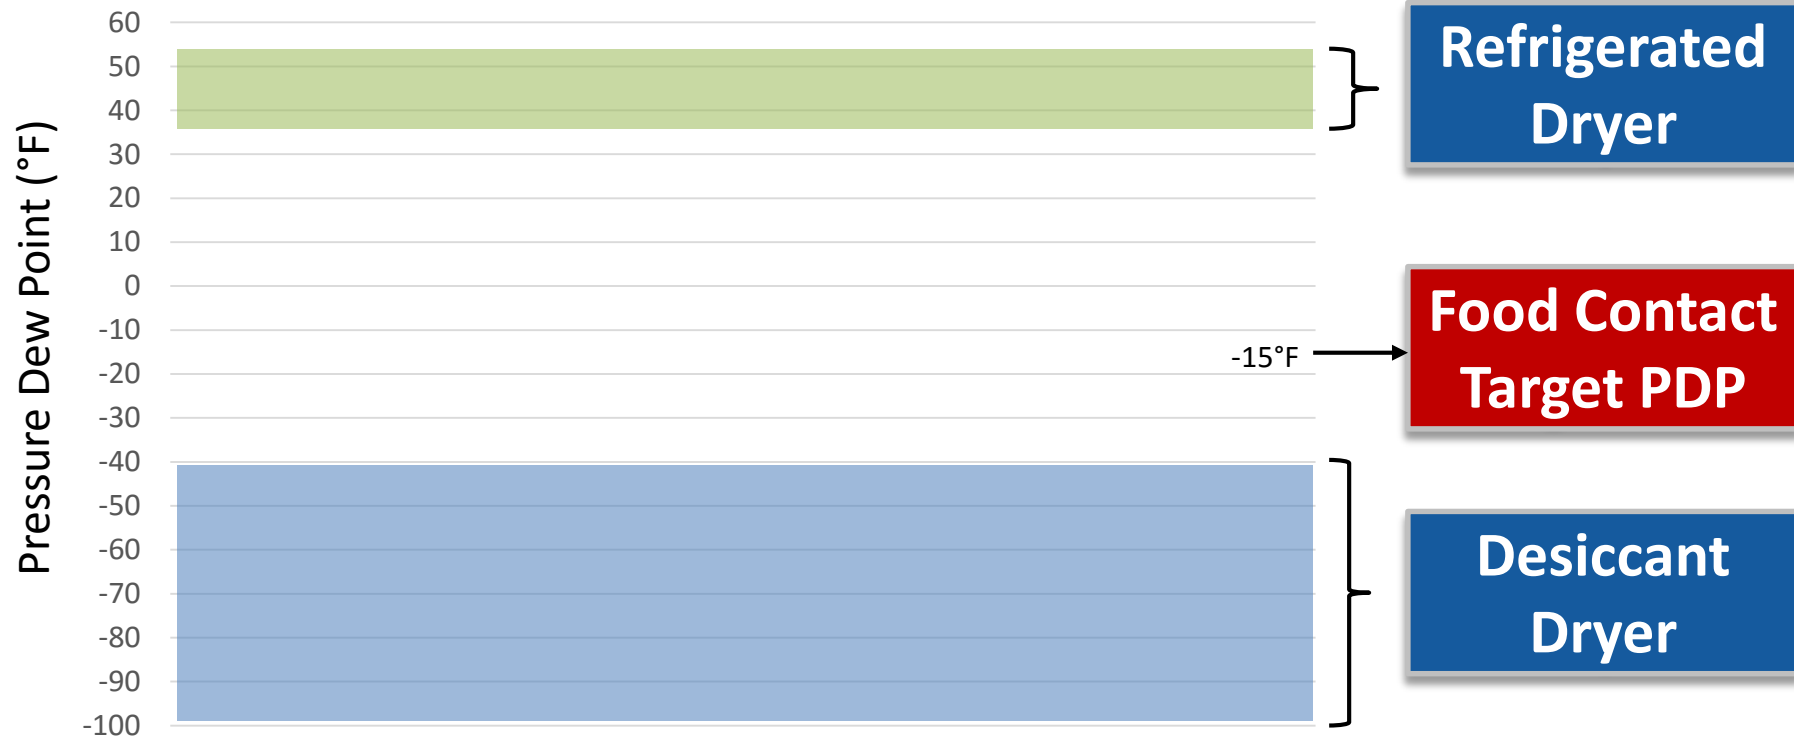 Pressure Dew Point (°F)
60
50
40
30
20
10
0
-10
-20
-30
-40
-50
-60
-70
-80
-90
-100
-15°F
Refrigerated
Dryer
Food Contact
Target PDP
Desiccant
Dryer